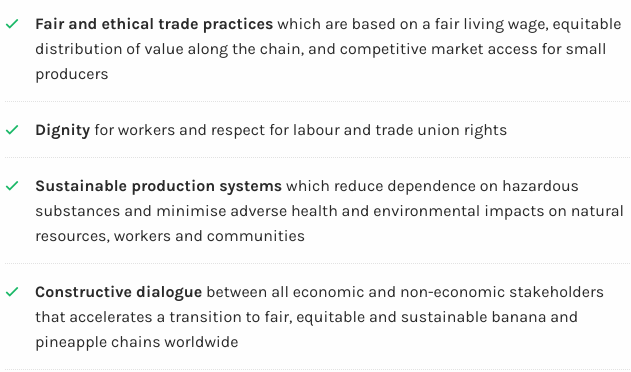 Fair and ethical trade practices which are based on a fair living wage, equitable
distribution of value along the chain, and competitive market access for small
producers
Dignity for workers and respect for labour and trade union rights
Sustainable production systems which reduce dependence on hazardous
substances and minimise adverse health and environmental impacts on natural
resources, workers and communities
Constructive dialogue between all economic and non-economic stakeholders
that accelerates a transition to fair, equitable and sustainable banana and
pineapple chains worldwide